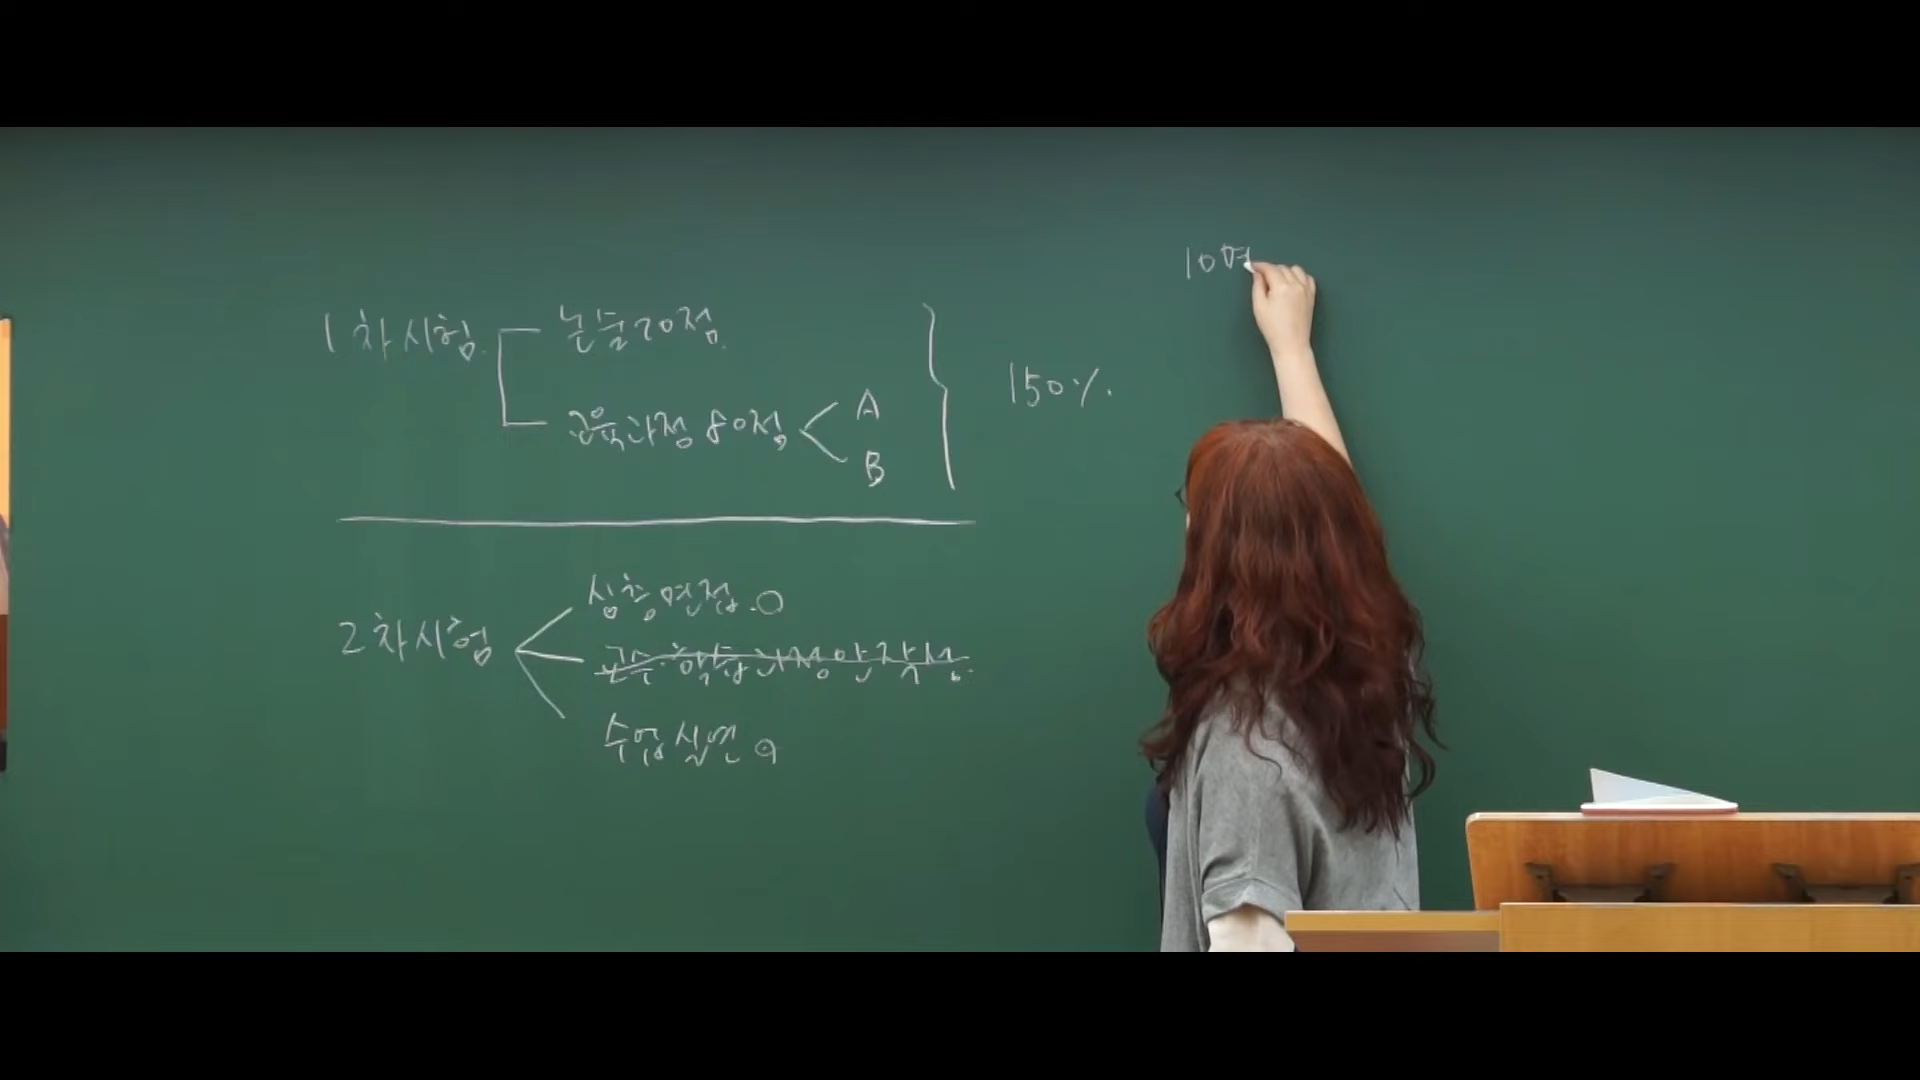 10며
1차시험 논술 20점
150%.
교육과정 80점 A
B
2차시험
심층면접 O
교수·학습과정안 작성
수업실연 O